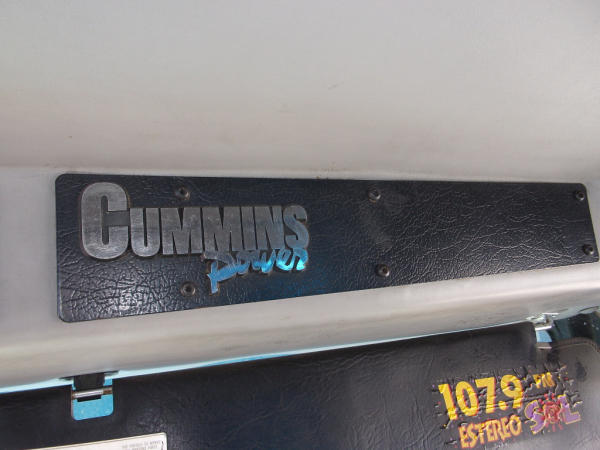 CUMMINS
Power
107.9 FM
ESTEREO SOL